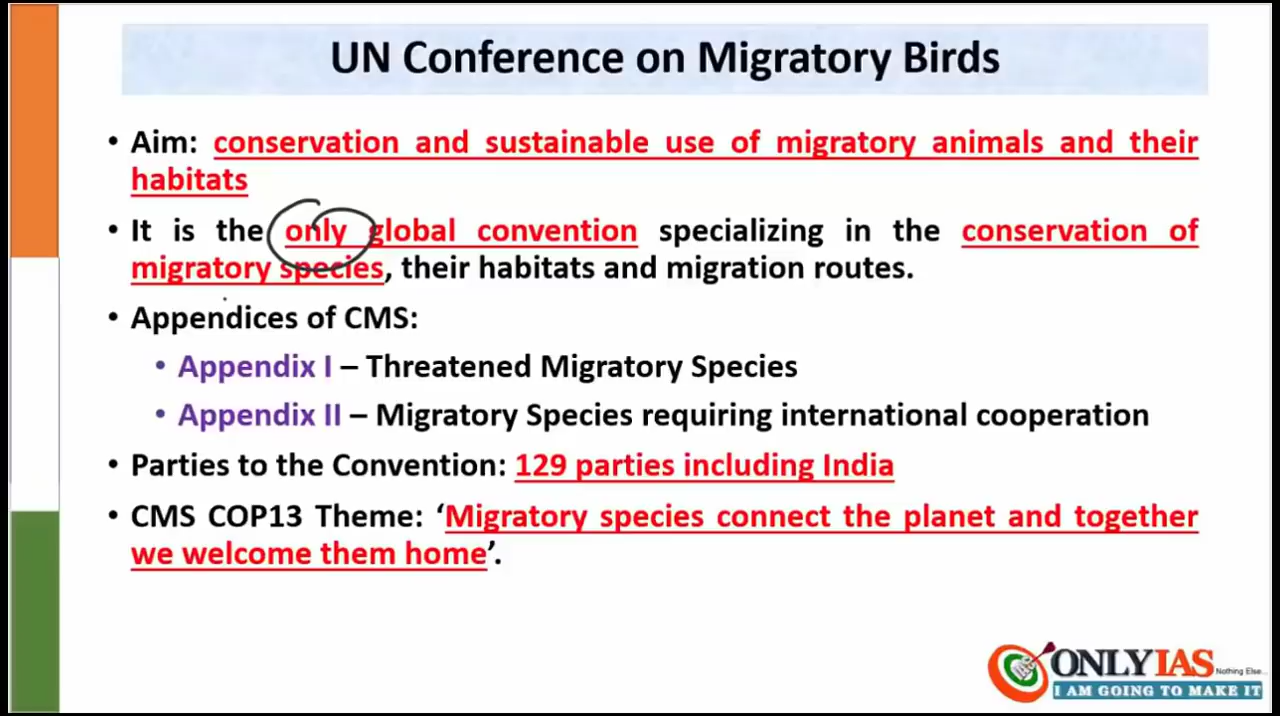 UN Conference on Migratory Birds
• Aim: conservation and sustainable use of migratory animals and their
habitats
• It is the only global convention specializing in the conservation of
migratory species, their habitats and migration routes.
• Appendices of CMS:
• Appendix I – Threatened Migratory Species
• Appendix II – Migratory Species requiring international cooperation
• Parties to the Convention: 129 parties including India
• CMS COP13 Theme: ‘Migratory species connect the planet and together
we welcome them home’.
ONLYIAS
Nothing Else...
I AM GOING TO MAKE IT